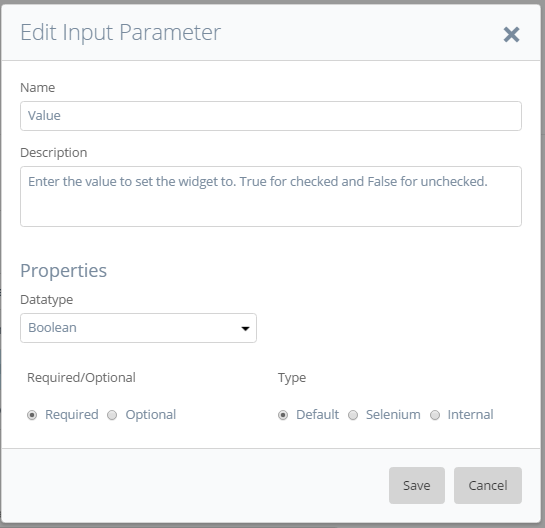 Edit Input Parameter
Name
Value
Description
Enter the value to set the widget to. True for checked and False for unchecked.
Properties
Datatype
Boolean
Required/Optional Type
Required Optional Default Selenium Internal
Save Cancel